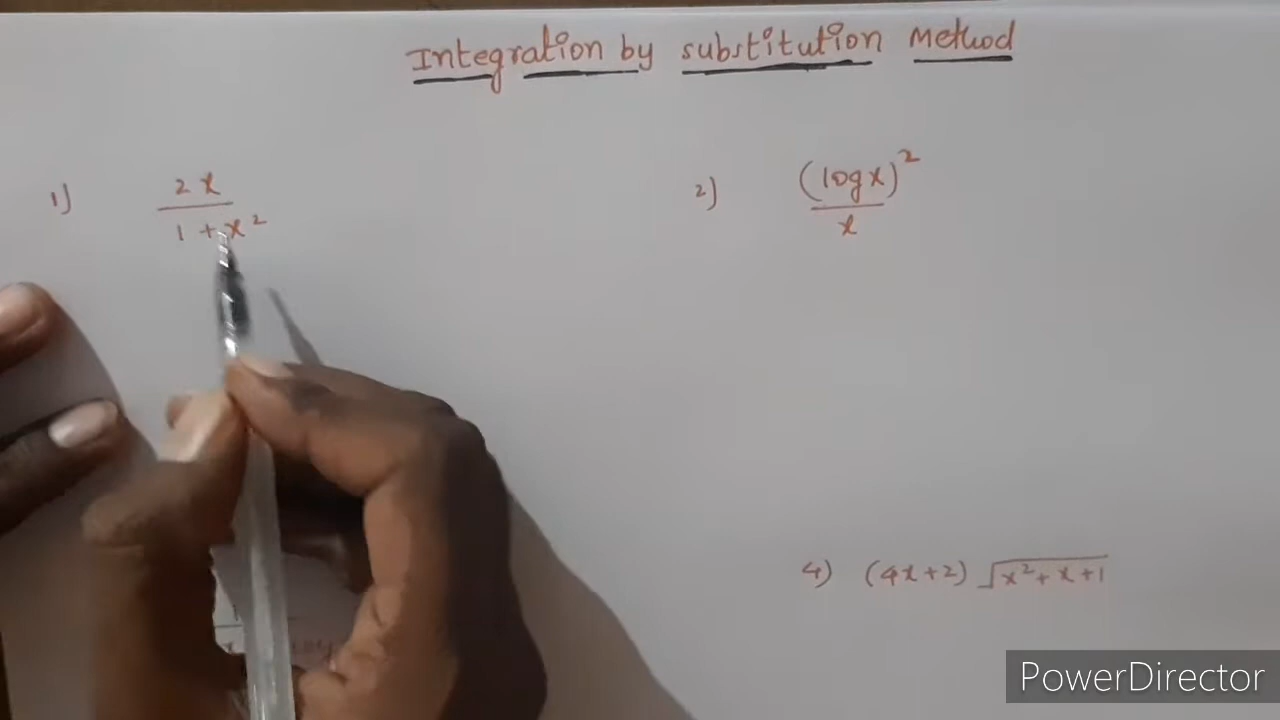 Integration by substitution Method
1) 2x / 1 + x²
2) (log x)² / x
4) (4x+2) √x² + x + 1
PowerDirector